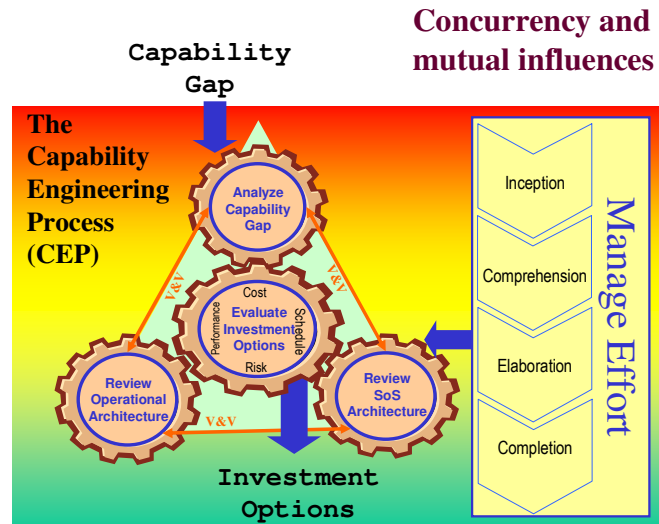 Concurrency and
mutual influences
Capability
Gap
The
Capability
Engineering
Process
(CEP)
Analyze
Capability
Gap
V&V
V&V
Cost
Performance
Schedule
Evaluate
Investment
Options
Risk
Review
Operational
Architecture
Review
SoS
Architecture
V&V
Investment
Options
Inception
Comprehension
Elaboration
Completion
Manage Effort